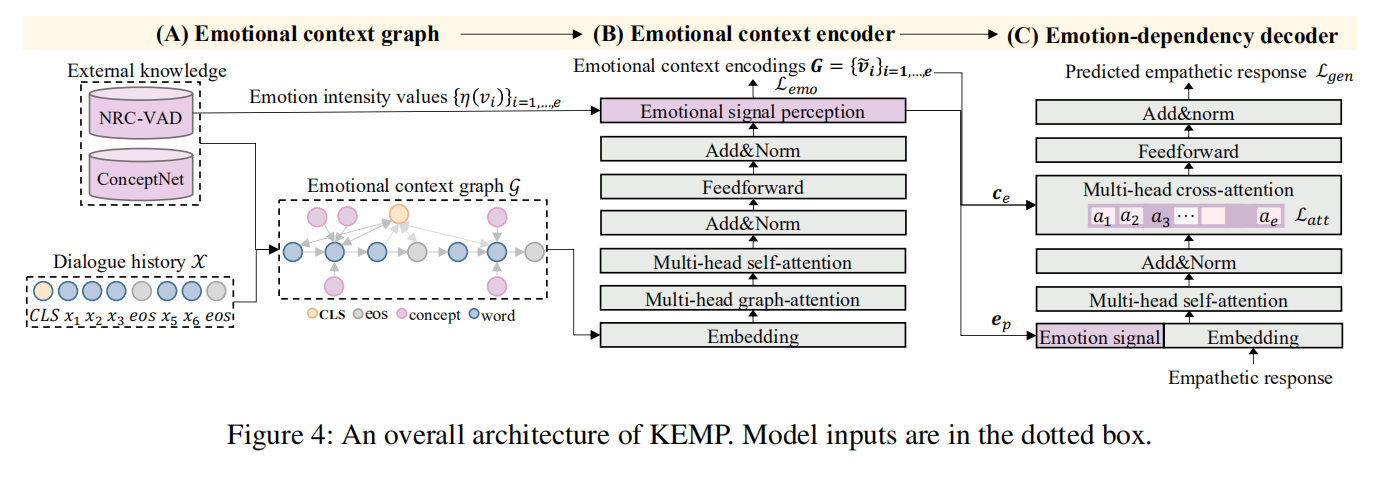 (A) Emotional context graph
(B) Emotional context encoder
(C) Emotion-dependency decoder
External knowledge
NRC-VAD
ConceptNet
Emotion intensity values {η(v_i)}_{i=1,...,e}
Dialogue history 𝒳
CLS x_1 x_2 x_3 eos x_5 x_6 eos
Emotional context graph 𝒢
CLS eos concept word
Emotional context encodings G = {ṽ_i}_{i=1,...,e}
ℒ_emo
Emotional signal perception
Add&Norm
Feedforward
Add&Norm
Multi-head self-attention
Multi-head graph-attention
Embedding
c_e
e_p
Predicted empathetic response ℒ_gen
Add&norm
Feedforward
Multi-head cross-attention
a_1 a_2 a_3 ⋯ a_e ℒ_att
Add&Norm
Multi-head self-attention
Emotion signal Embedding
Empathetic response
Figure 4: An overall architecture of KEMP. Model inputs are in the dotted box.